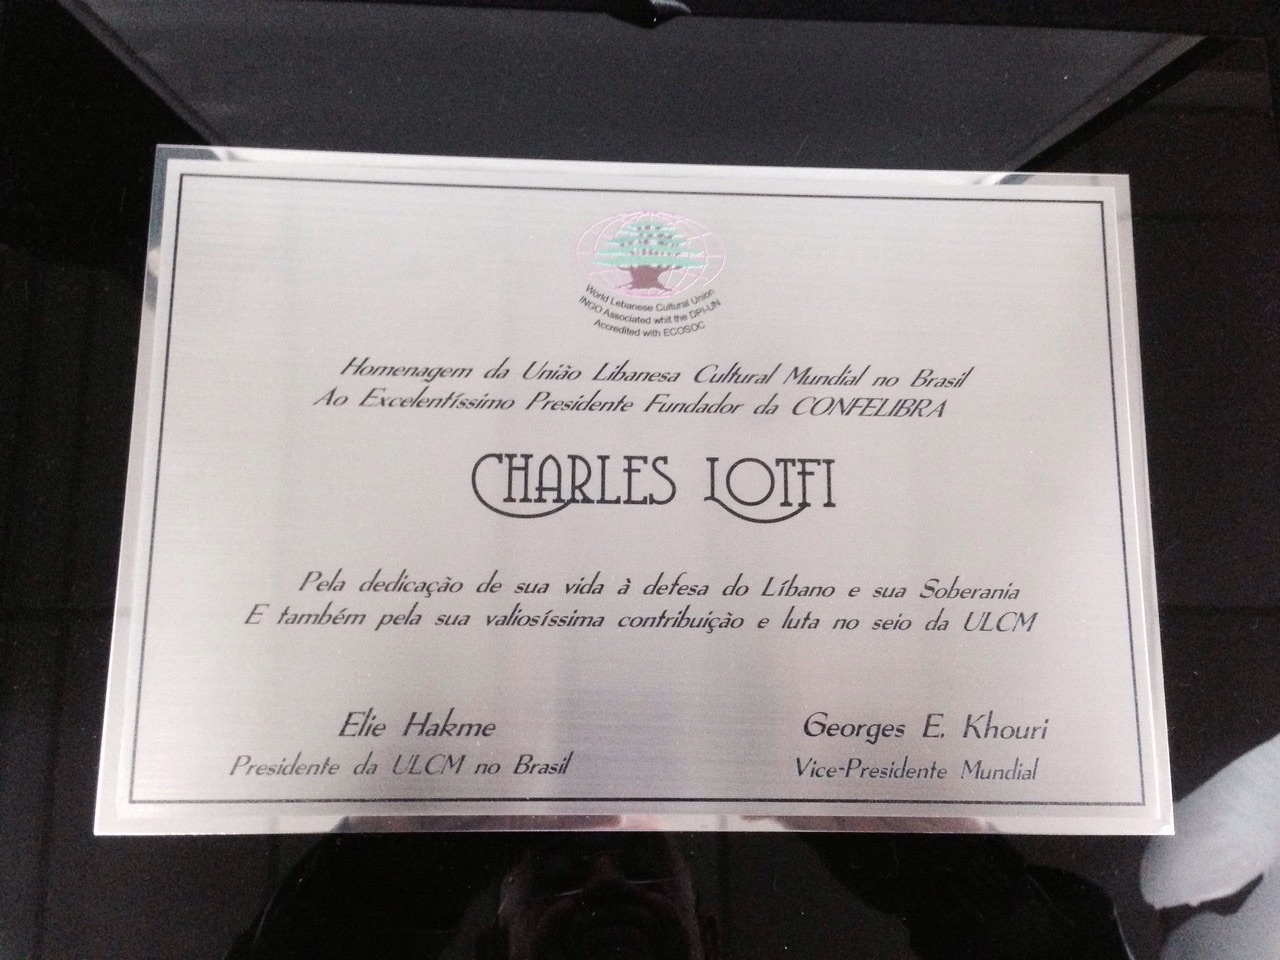 World Lebanese Cultural Union
INGO Associated whit the DPI-UN
Accredited with ECOSOC
Homenagem da União Libanesa Cultural Mundial no Brasil
Ao Excelentíssimo Presidente Fundador da CONFELIBRA
CHARLES LOTFI
Pela dedicação de sua vida à defesa do Líbano e sua Soberania
E também pela sua valiosíssima contribuição e luta no seio da ULCM
Elie Hakme
Presidente da ULCM no Brasil
Georges E. Khouri
Vice-Presidente Mundial